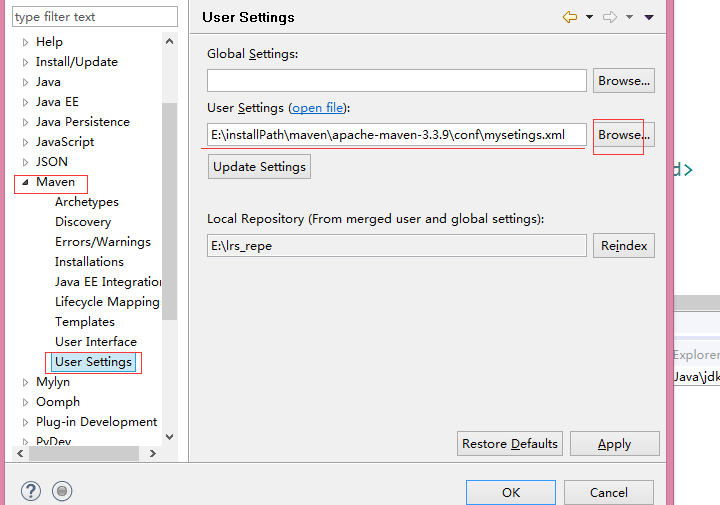 type filter text
Help
Install/Update
Java
Java EE
Java Persistence
JavaScript
JSON
Maven
Archetypes
Discovery
Errors/Warnings
Installations
Java EE Integration
Lifecycle Mapping
Templates
User Interface
User Settings
Mylyn
Oomph
Plug-in Development
PyDev
User Settings
Global Settings:
Browse...
User Settings (open file):
E:\installPath\maven\apache-maven-3.3.9\conf\mysetings.xml
Browse...
Update Settings
Local Repository (From merged user and global settings):
E:\lrs_repe
Reindex
Restore Defaults
Apply
OK
Cancel
d>
Explorer
Java\jdk